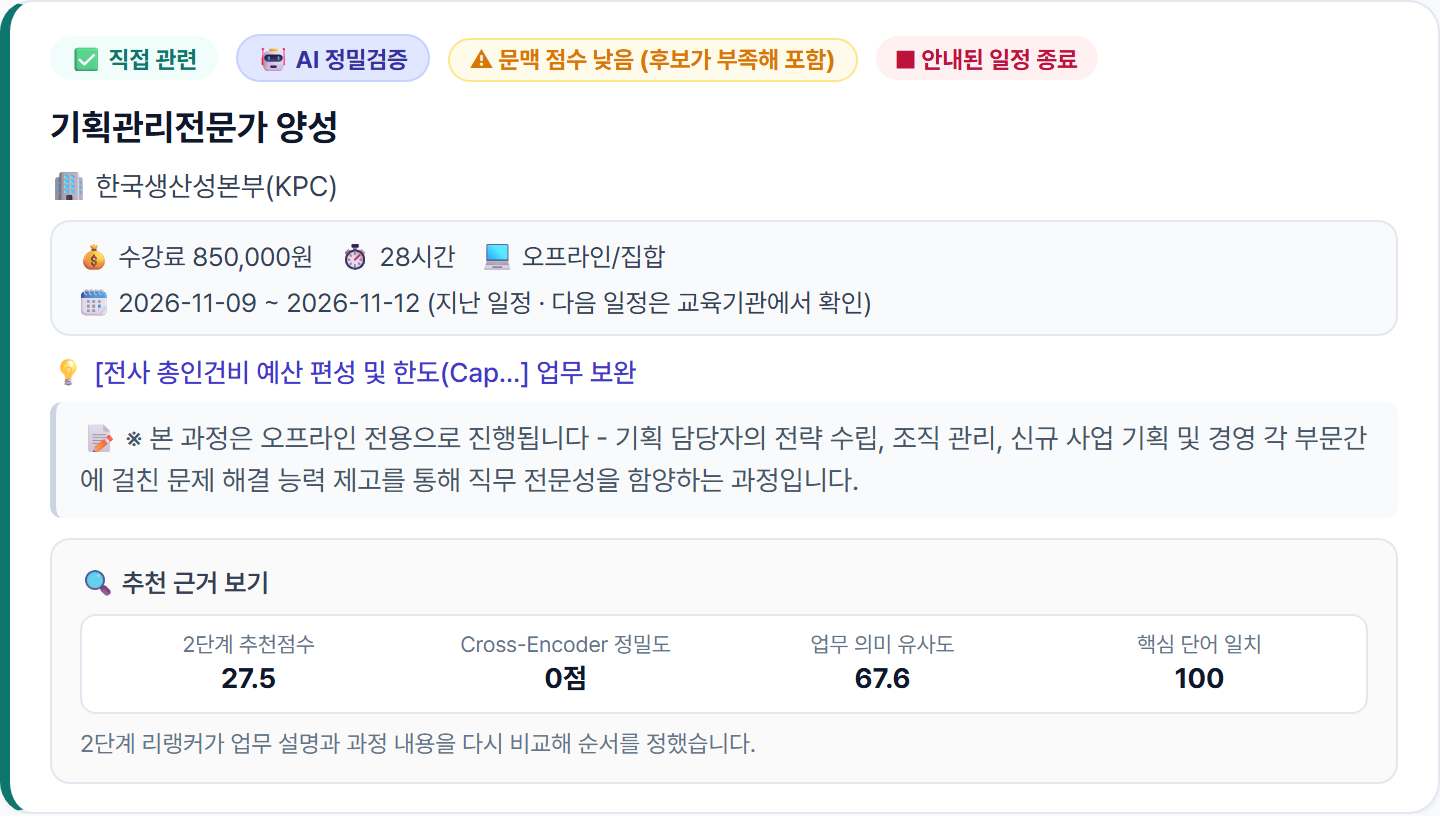 ✅ 직접 관련 🤖 AI 정밀검증 ⚠ 문맥 점수 낮음 (후보가 부족해 포함) ■ 안내된 일정 종료
기획관리전문가 양성
🏢 한국생산성본부(KPC)
💰 수강료 850,000원 ⏱ 28시간 💻 오프라인/집합
🗓 2026-11-09 ~ 2026-11-12 (지난 일정 · 다음 일정은 교육기관에서 확인)
💡 [전사 총인건비 예산 편성 및 한도(Cap...] 업무 보완
📝 ※ 본 과정은 오프라인 전용으로 진행됩니다 - 기획 담당자의 전략 수립, 조직 관리, 신규 사업 기획 및 경영 각 부문간
에 걸친 문제 해결 능력 제고를 통해 직무 전문성을 함양하는 과정입니다.
🔍 추천 근거 보기
2단계 추천점수 Cross-Encoder 정밀도 업무 의미 유사도 핵심 단어 일치
27.5 0점 67.6 100
2단계 리랭커가 업무 설명과 과정 내용을 다시 비교해 순서를 정했습니다.